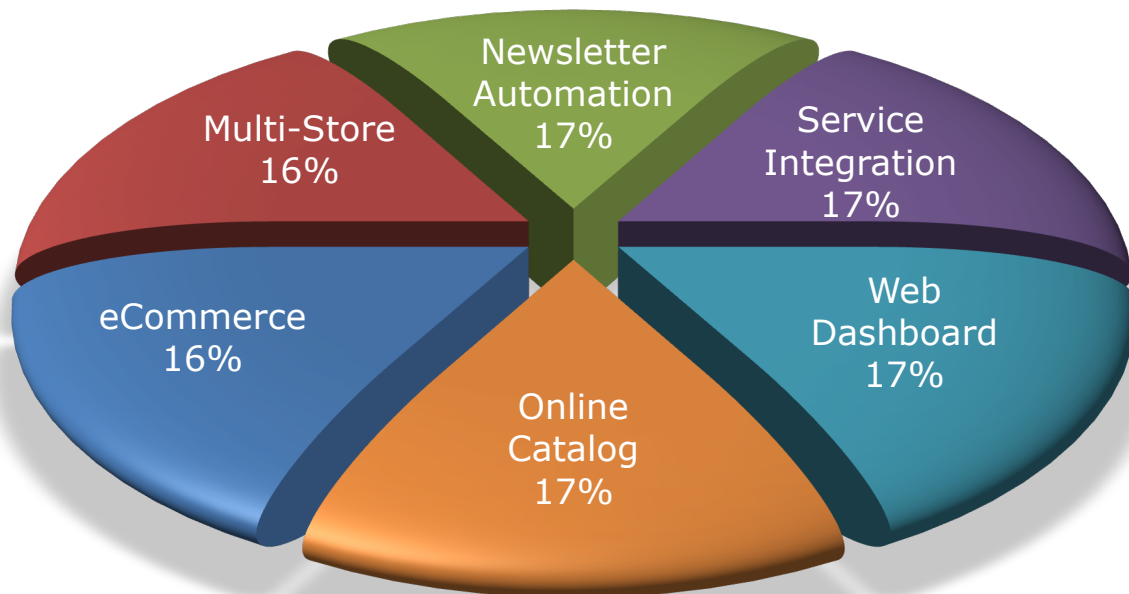 Newsletter
Automation
17%
Multi-Store
16%
Service
Integration
17%
eCommerce
16%
Web
Dashboard
17%
Online
Catalog
17%